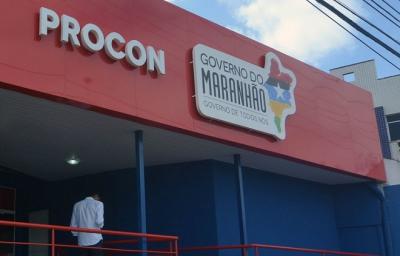 PROCON
GOVERNO DO
MARANHÃO
GOVERNO DE TODOS NÓS